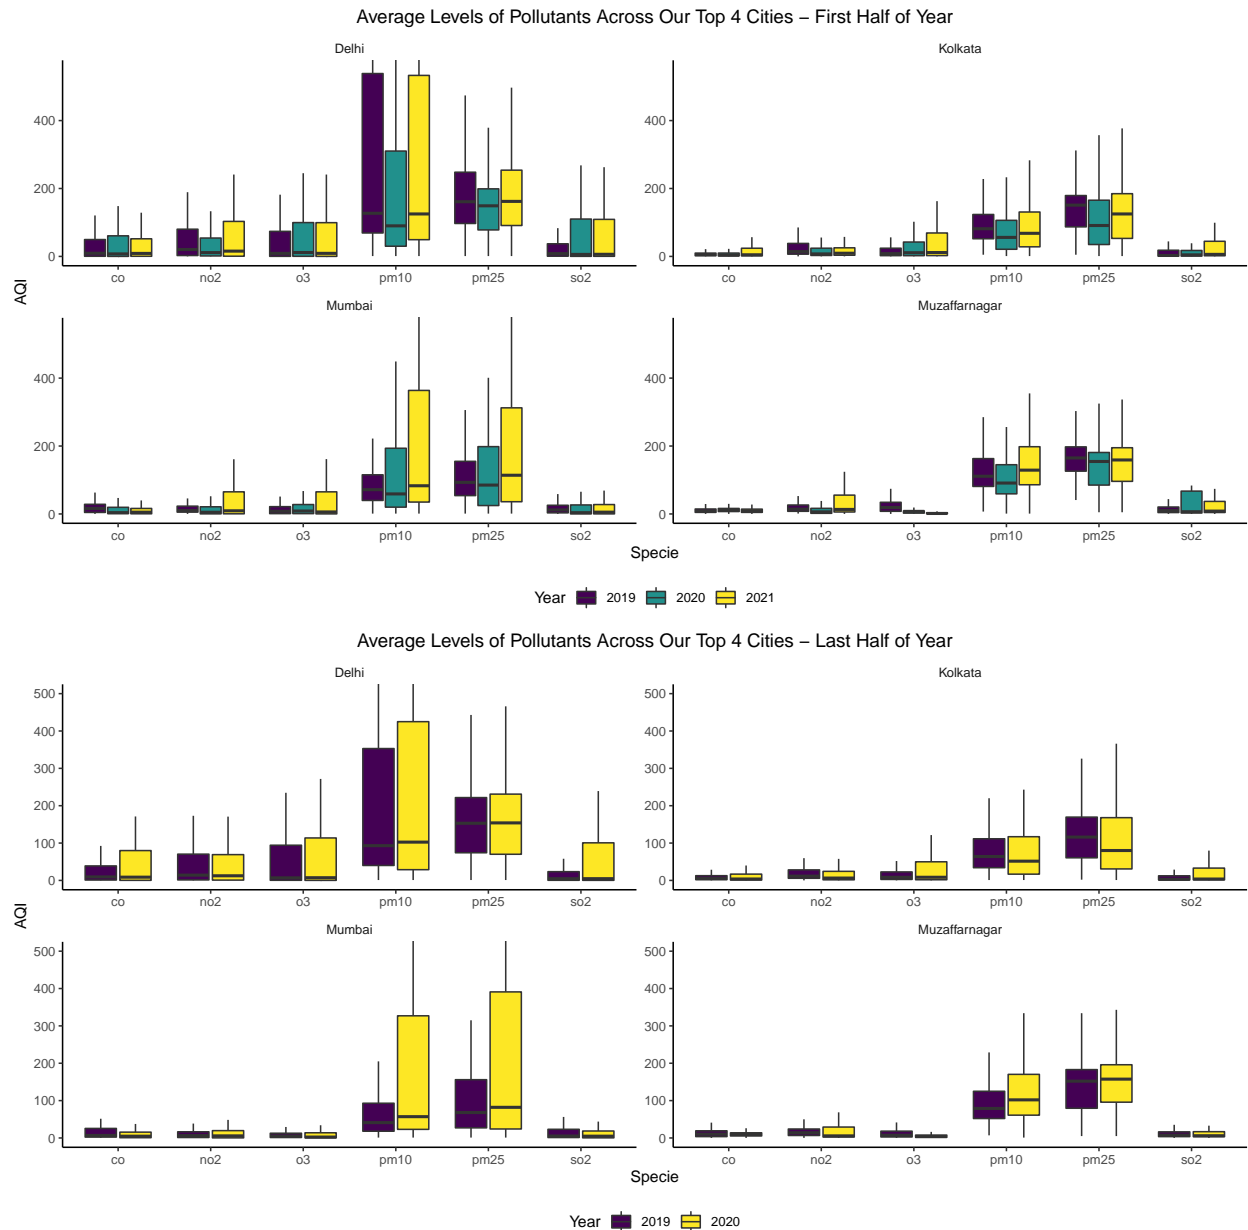 Average Levels of Pollutants Across Our Top 4 Cities – First Half of Year
Delhi
Kolkata
400
200
0
400
200
0
co no2 o3 pm10 pm25 so2
co no2 o3 pm10 pm25 so2
AQI
Mumbai
Muzaffarnagar
400
200
0
400
200
0
co no2 o3 pm10 pm25 so2
co no2 o3 pm10 pm25 so2
Specie
Year 2019 2020 2021
Average Levels of Pollutants Across Our Top 4 Cities – Last Half of Year
Delhi
Kolkata
500
400
300
200
100
0
500
400
300
200
100
0
co no2 o3 pm10 pm25 so2
co no2 o3 pm10 pm25 so2
AQI
Mumbai
Muzaffarnagar
500
400
300
200
100
0
500
400
300
200
100
0
co no2 o3 pm10 pm25 so2
co no2 o3 pm10 pm25 so2
Specie
Year 2019 2020